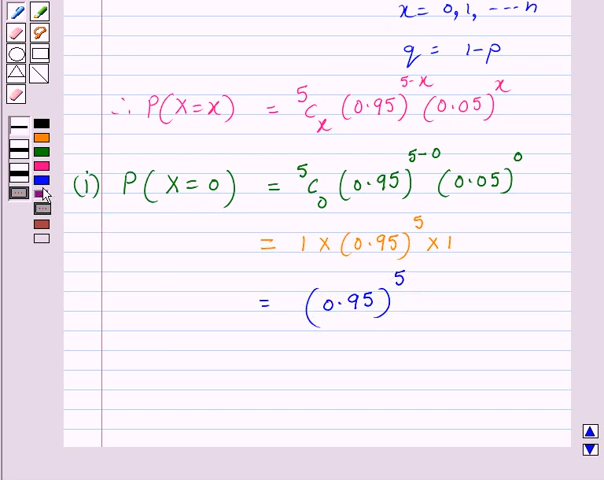 x = 0, 1, ---- n
q = 1-p
∴ P(X=x) = ⁵Cₓ (0.95)⁵⁻ˣ (0.05)ˣ
(i) P(X=0) = ⁵C₀ (0.95)⁵⁻⁰ (0.05)⁰
= 1 × (0.95)⁵ × 1
= (0.95)⁵